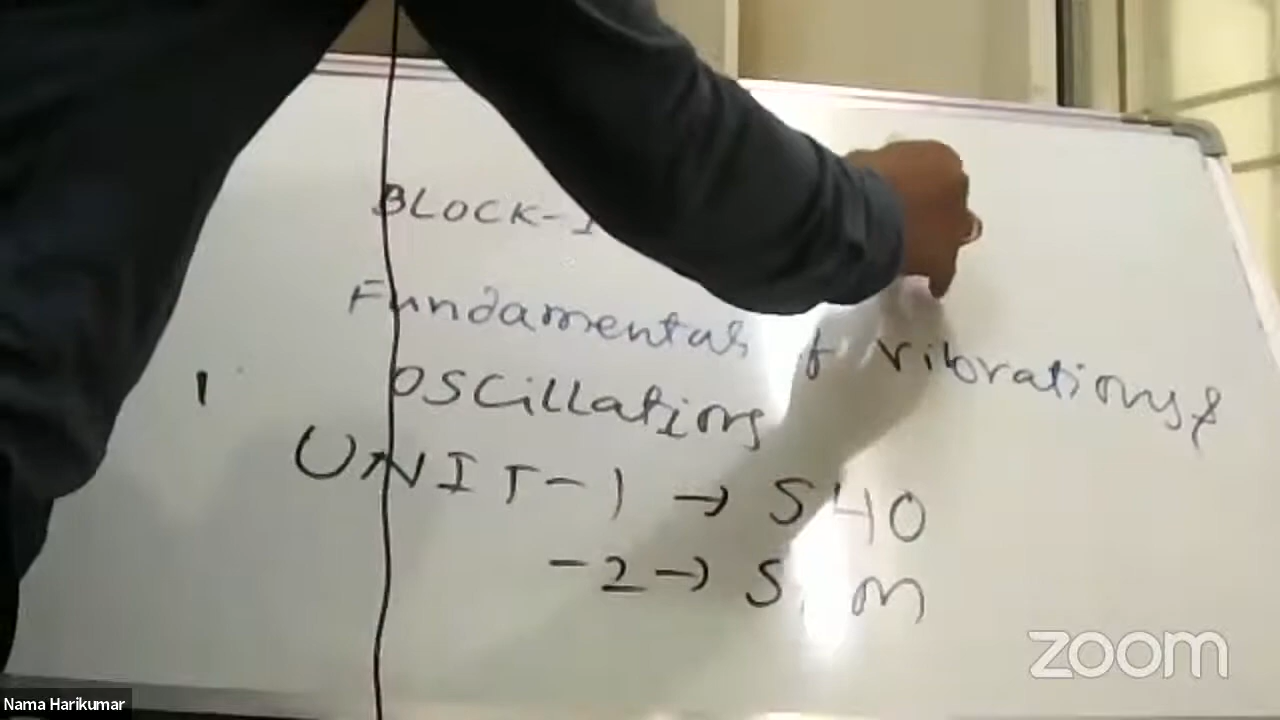 BLOCK-I
Fundamentals of vibrations &
Oscillations
UNIT-1 → SHO
-2 →
Nama Harikumar
zoom